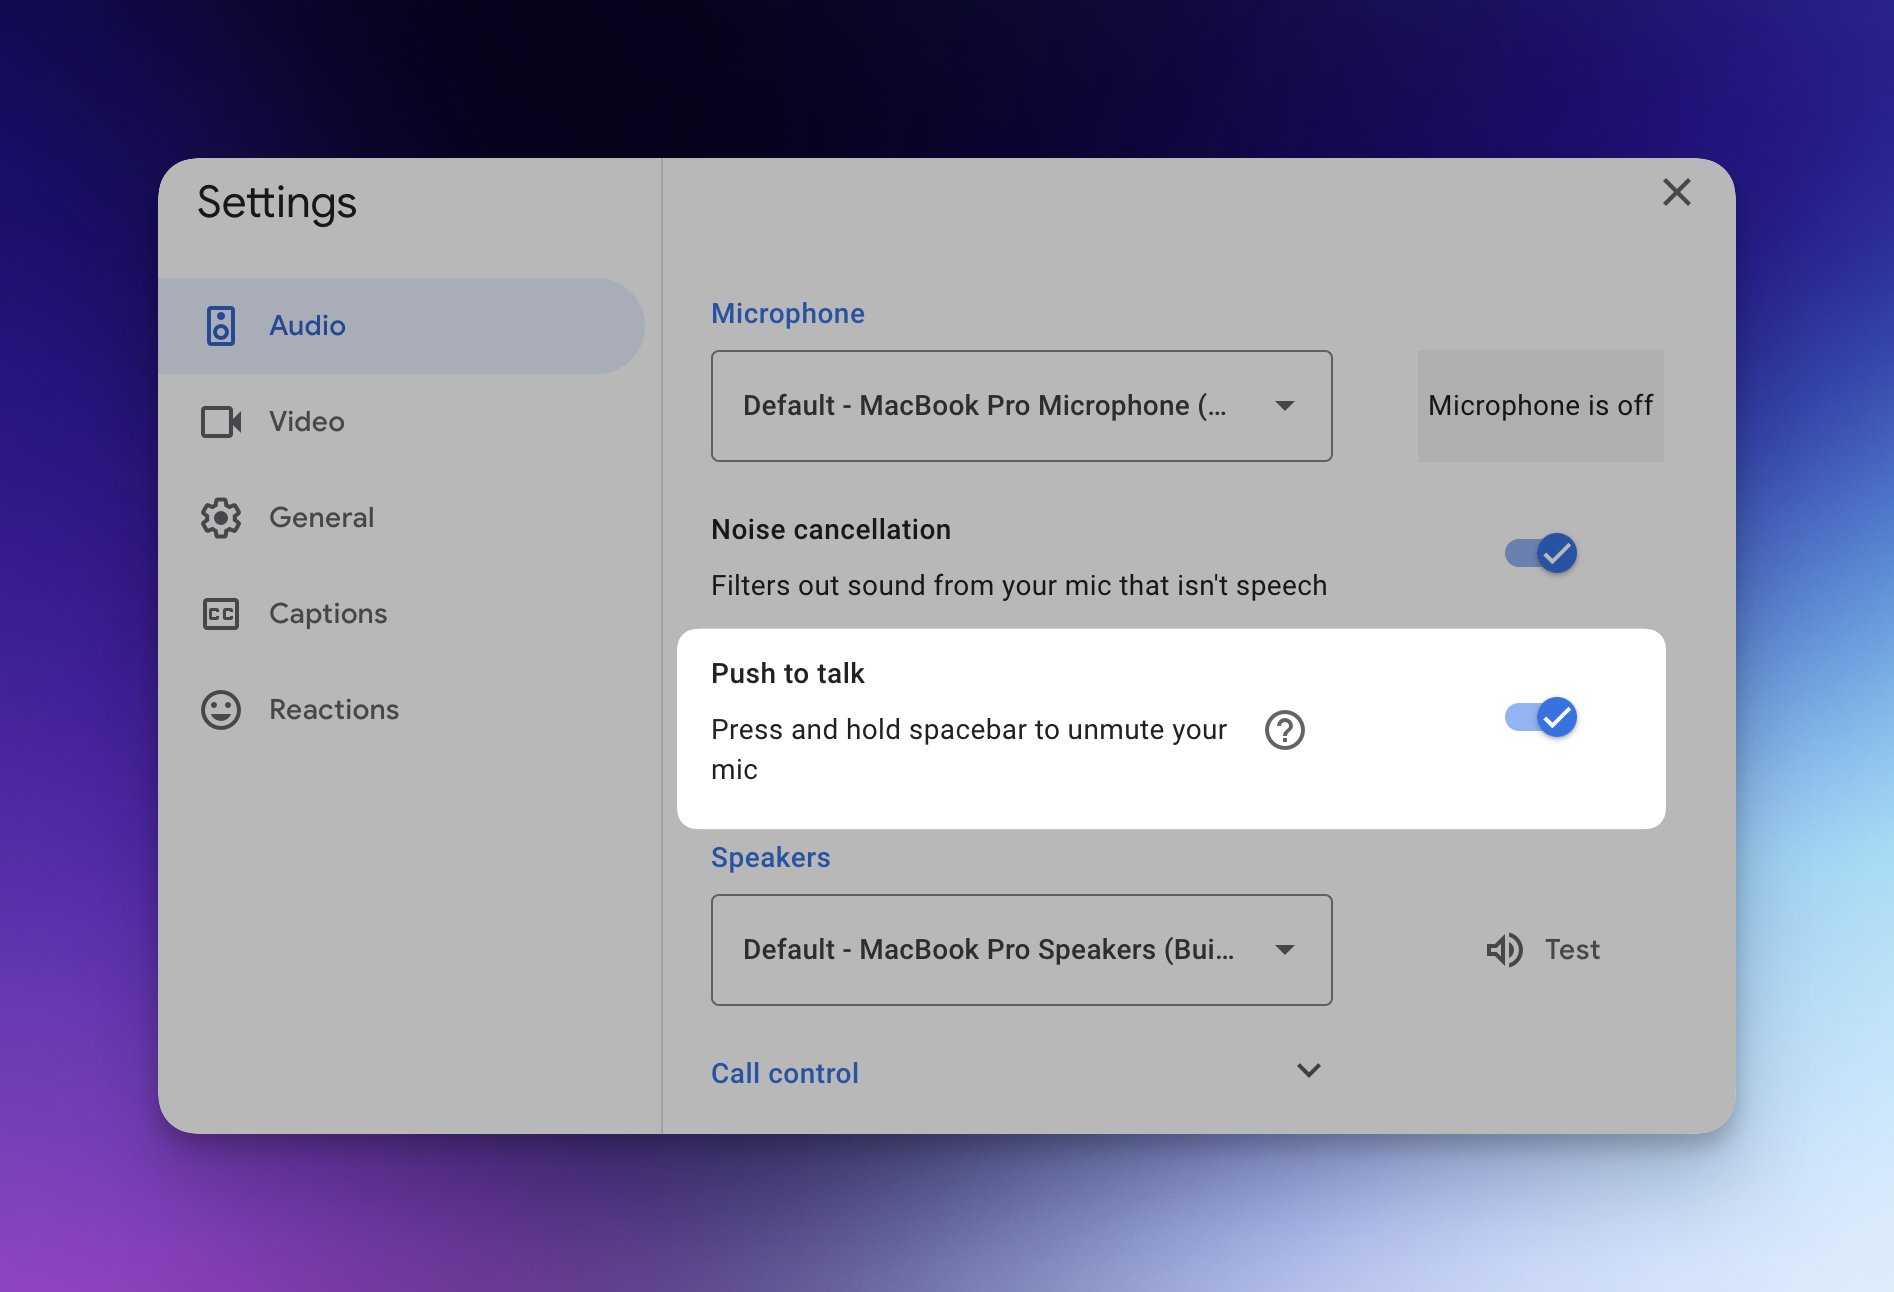 Settings
Audio
Video
General
Captions
Reactions
Microphone
Default - MacBook Pro Microphone (...
Microphone is off
Noise cancellation
Filters out sound from your mic that isn't speech
Push to talk
Press and hold spacebar to unmute your
mic
Speakers
Default - MacBook Pro Speakers (Bui...
Test
Call control